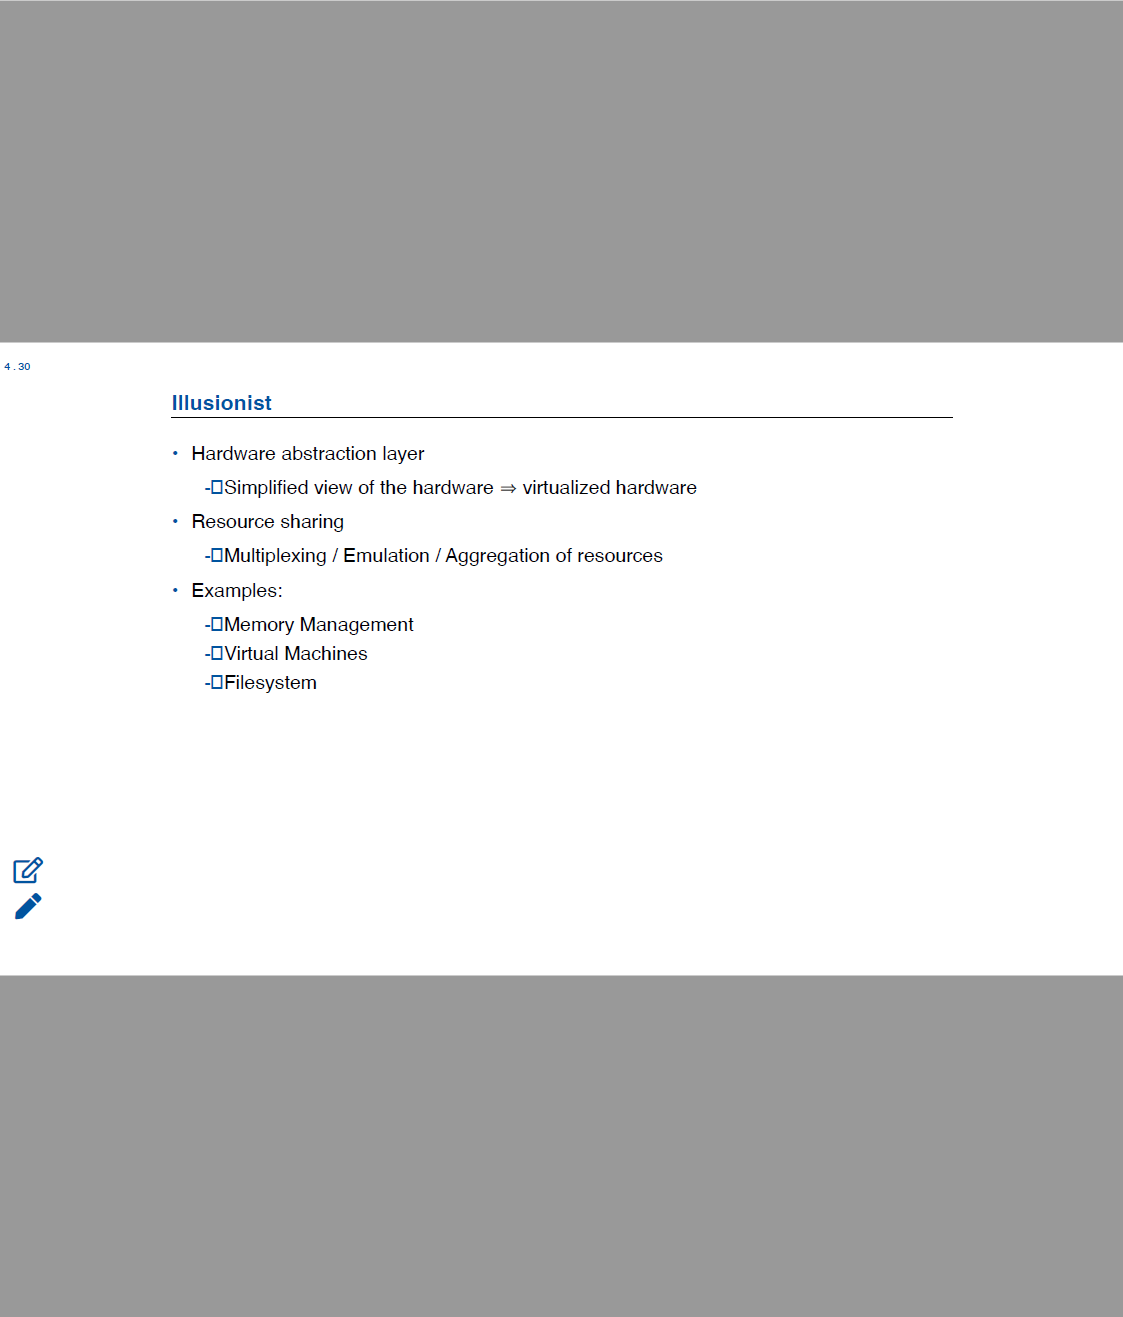 4 . 30
Illusionist
• Hardware abstraction layer
-□Simplified view of the hardware ⇒ virtualized hardware
• Resource sharing
-□Multiplexing / Emulation / Aggregation of resources
• Examples:
-□Memory Management
-□Virtual Machines
-□Filesystem